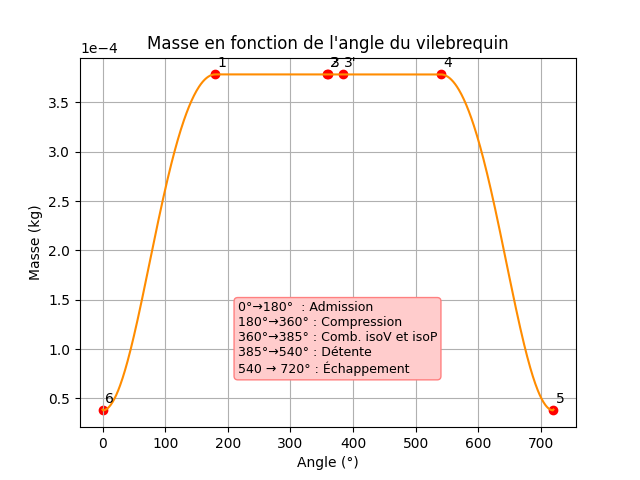 Masse en fonction de l'angle du vilebrequin
1e−4
1 2 3 3' 4
3.5
3.0
2.5
2.0
1.5
1.0
0.5
Masse (kg)
0°→180°  : Admission
180°→360° : Compression
360°→385° : Comb. isoV et isoP
385°→540° : Détente
540 → 720° : Échappement
6 5
0 100 200 300 400 500 600 700
Angle (°)